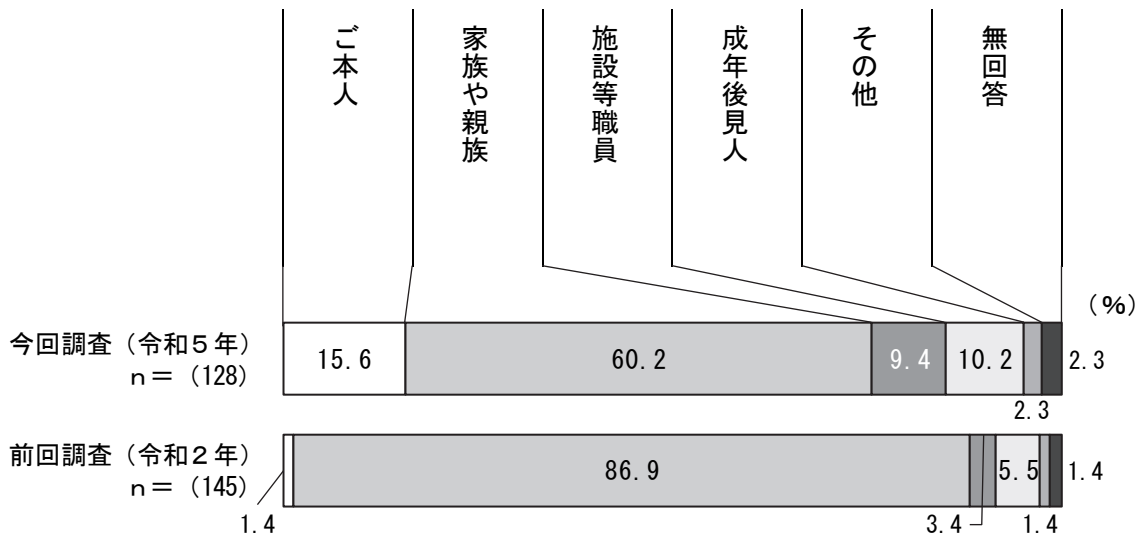 ご本人
家族や親族
施設等職員
成年後見人
その他
無回答
（%）
今回調査（令和５年）
ｎ＝（128）
15.6
60.2
9.4
10.2
2.3
2.3
前回調査（令和２年）
ｎ＝（145）
1.4
86.9
3.4
5.5
1.4
1.4